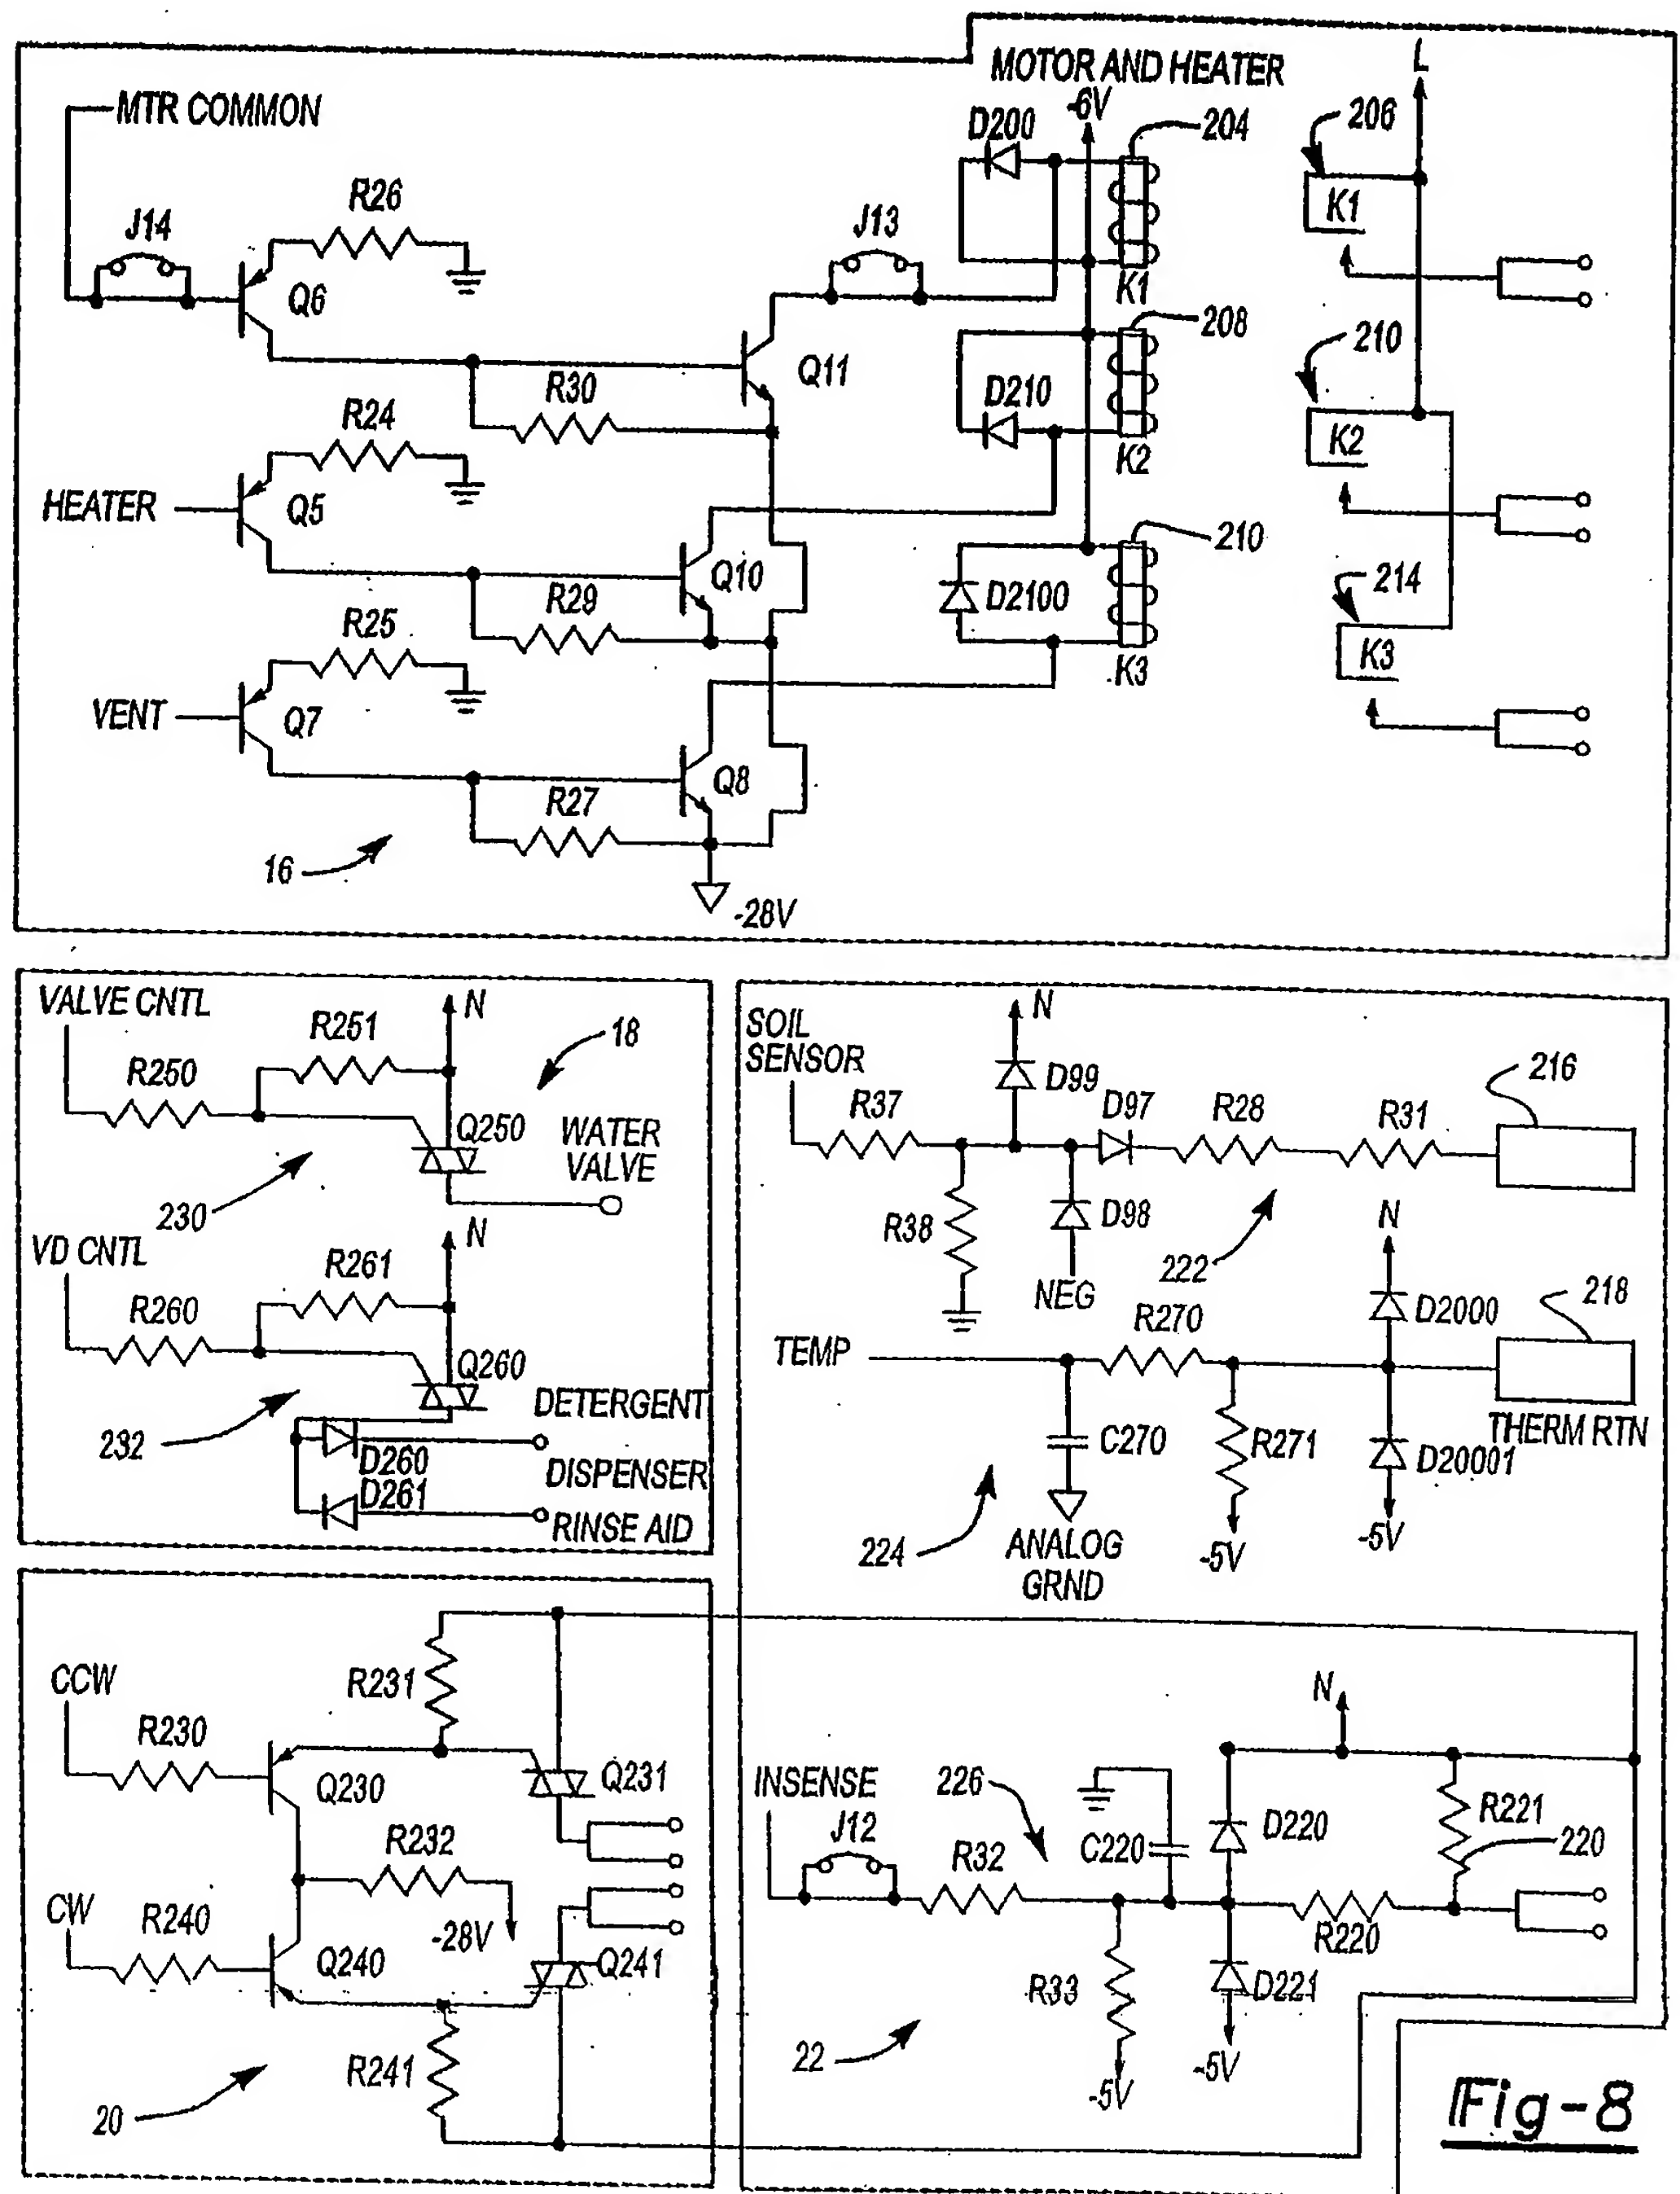 MOTOR AND HEATER
-6V
L
MTR COMMON
D200
204
206
K1
R26
J14
J13
Q6
K1
208
210
Q11
R30
D210
K2
R24
K2
HEATER
Q5
210
Q10
D2100
214
R29
R25
K3
K3
VENT
Q7
Q8
R27
16
-28V
VALVE CNTL
N
R251
18
R250
Q250
WATER
VALVE
230
N
VD CNTL
R261
R260
Q260
DETERGENT
232
D260
DISPENSER
D261
RINSE AID
SOIL
SENSOR
N
D99
216
R37
D97
R28
R31
R38
D98
N
222
NEG
218
R270
D2000
TEMP
C270
R271
THERM RTN
D20001
224
ANALOG
GRND
-5V
-5V
CCW
R231
R230
Q230
Q231
R232
CW
R240
-28V
Q240
Q241
R241
20
N
INSENSE
226
J12
R32
C220
D220
R221
220
R220
R33
D221
22
-5V
-5V
Fig-8